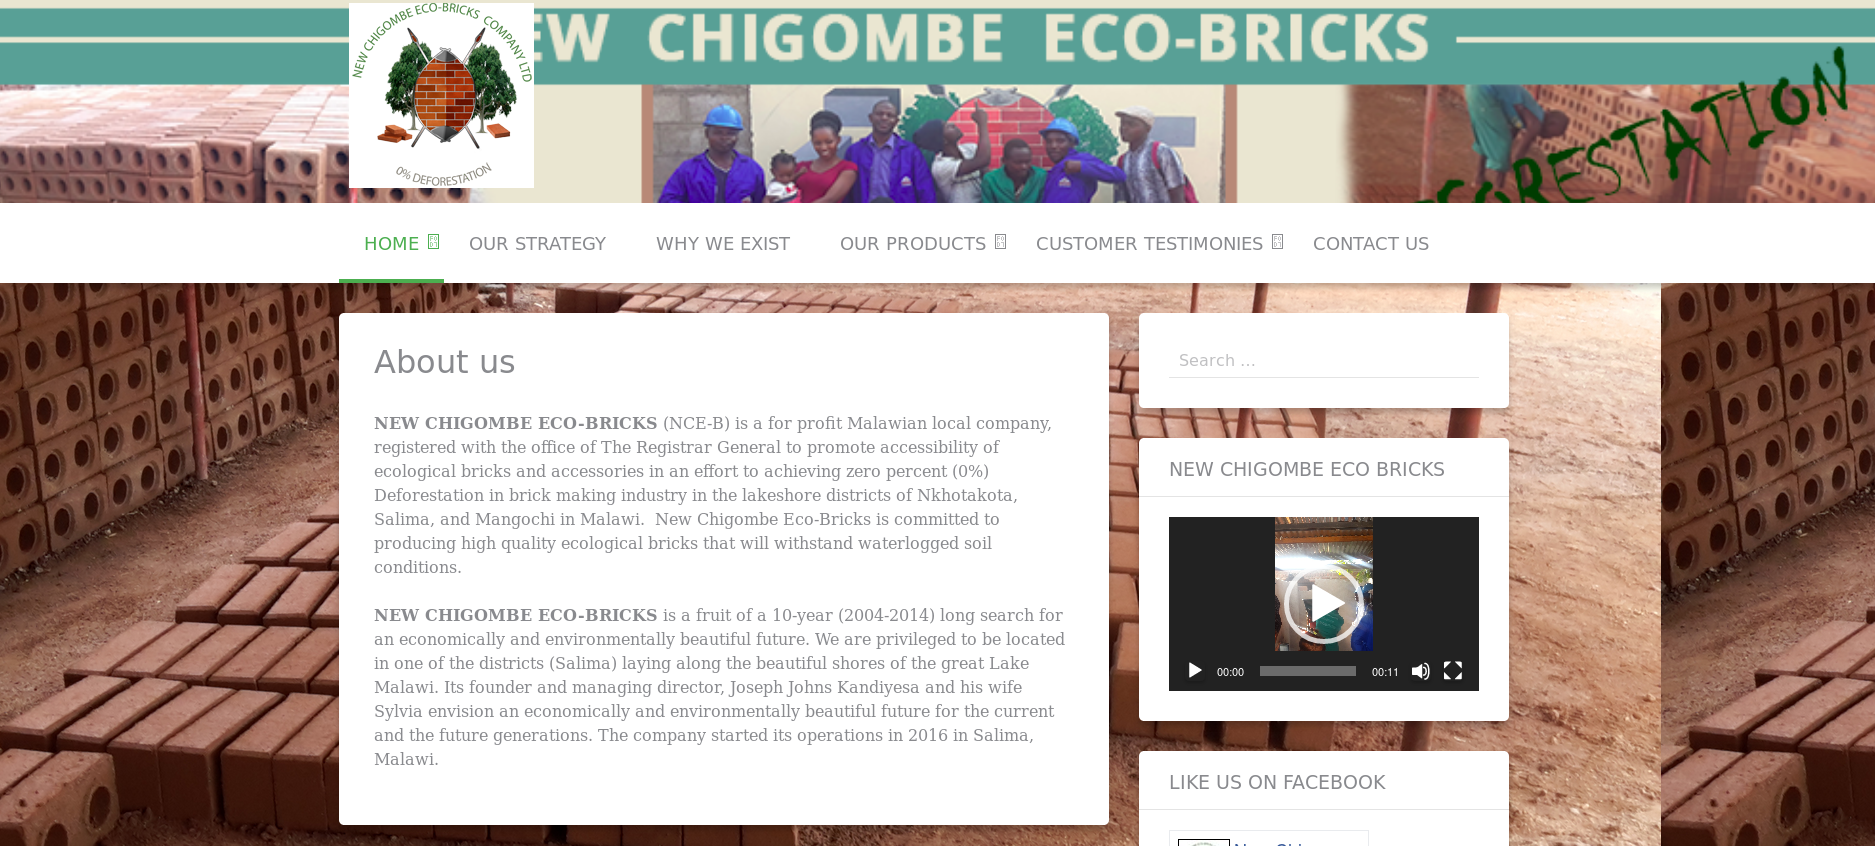 NEW CHIGOMBE ECO-BRICKS COMPANY LTD
0% DEFORESTATION
EW CHIGOMBE ECO-BRICKS
HOME
OUR STRATEGY
WHY WE EXIST
OUR PRODUCTS
CUSTOMER TESTIMONIES
CONTACT US
About us
NEW CHIGOMBE ECO-BRICKS (NCE-B) is a for profit Malawian local company,
registered with the office of The Registrar General to promote accessibility of
ecological bricks and accessories in an effort to achieving zero percent (0%)
Deforestation in brick making industry in the lakeshore districts of Nkhotakota,
Salima, and Mangochi in Malawi.  New Chigombe Eco-Bricks is committed to
producing high quality ecological bricks that will withstand waterlogged soil
conditions.
NEW CHIGOMBE ECO-BRICKS is a fruit of a 10-year (2004-2014) long search for
an economically and environmentally beautiful future. We are privileged to be located
in one of the districts (Salima) laying along the beautiful shores of the great Lake
Malawi. Its founder and managing director, Joseph Johns Kandiyesa and his wife
Sylvia envision an economically and environmentally beautiful future for the current
and the future generations. The company started its operations in 2016 in Salima,
Malawi.
Search …
NEW CHIGOMBE ECO BRICKS
00:00
00:11
LIKE US ON FACEBOOK